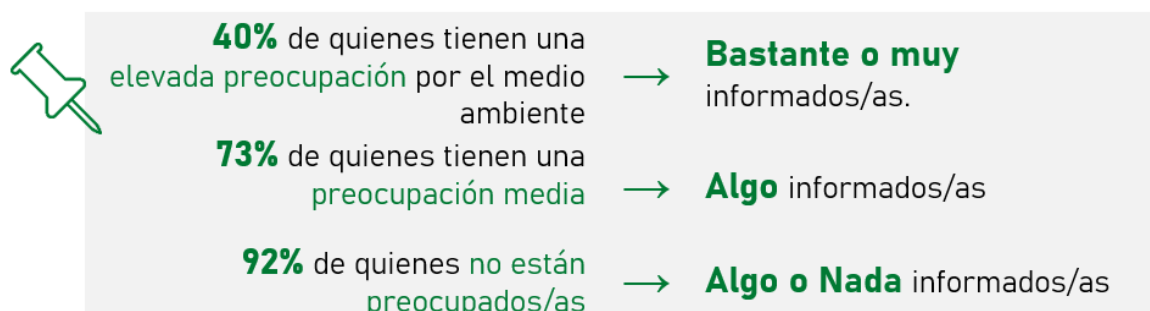 40% de quienes tienen una
elevada preocupación por el medio
ambiente
→
Bastante o muy
informados/as.
73% de quienes tienen una
preocupación media
→
Algo informados/as
92% de quienes no están
preocupados/as
→
Algo o Nada informados/as